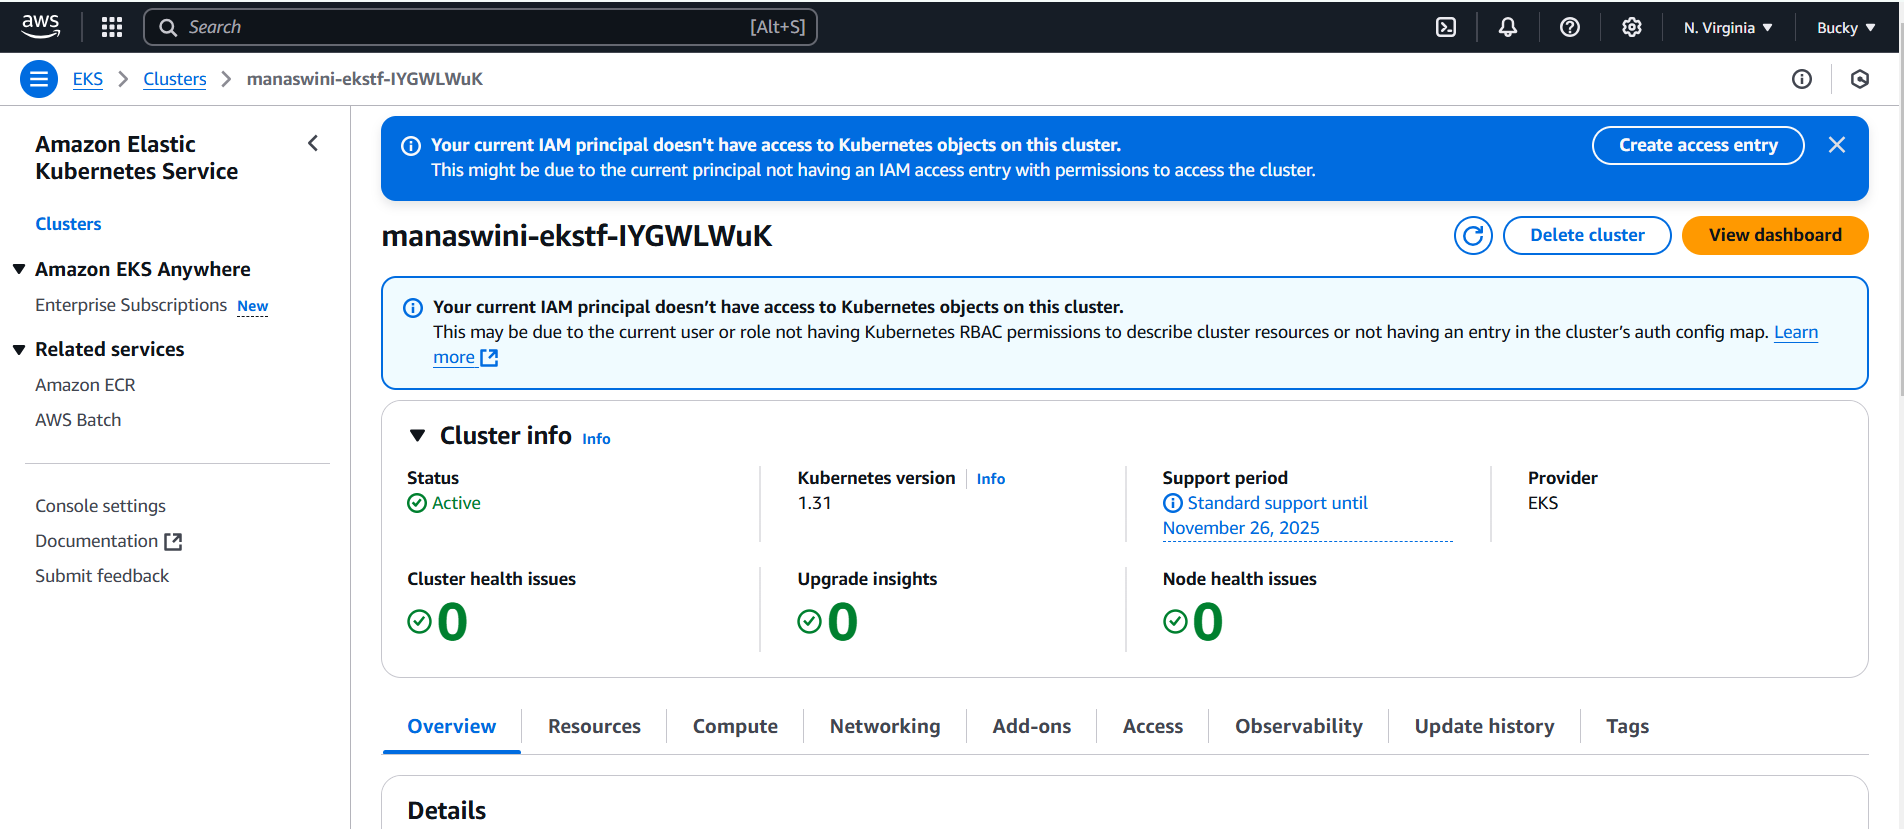 aws
Search
[Alt+S]
N. Virginia
Bucky
EKS
Clusters
manaswini-ekstf-IYGWLWuK
Amazon Elastic
Kubernetes Service
Clusters
Amazon EKS Anywhere
Enterprise Subscriptions New
Related services
Amazon ECR
AWS Batch
Console settings
Documentation
Submit feedback
Your current IAM principal doesn't have access to Kubernetes objects on this cluster.
This might be due to the current principal not having an IAM access entry with permissions to access the cluster.
Create access entry
manaswini-ekstf-IYGWLWuK
Delete cluster
View dashboard
Your current IAM principal doesn’t have access to Kubernetes objects on this cluster.
This may be due to the current user or role not having Kubernetes RBAC permissions to describe cluster resources or not having an entry in the cluster’s auth config map. Learn
more
Cluster info Info
Status
Active
Kubernetes version Info
1.31
Support period
Standard support until
November 26, 2025
Provider
EKS
Cluster health issues
0
Upgrade insights
0
Node health issues
0
Overview
Resources
Compute
Networking
Add-ons
Access
Observability
Update history
Tags
Details